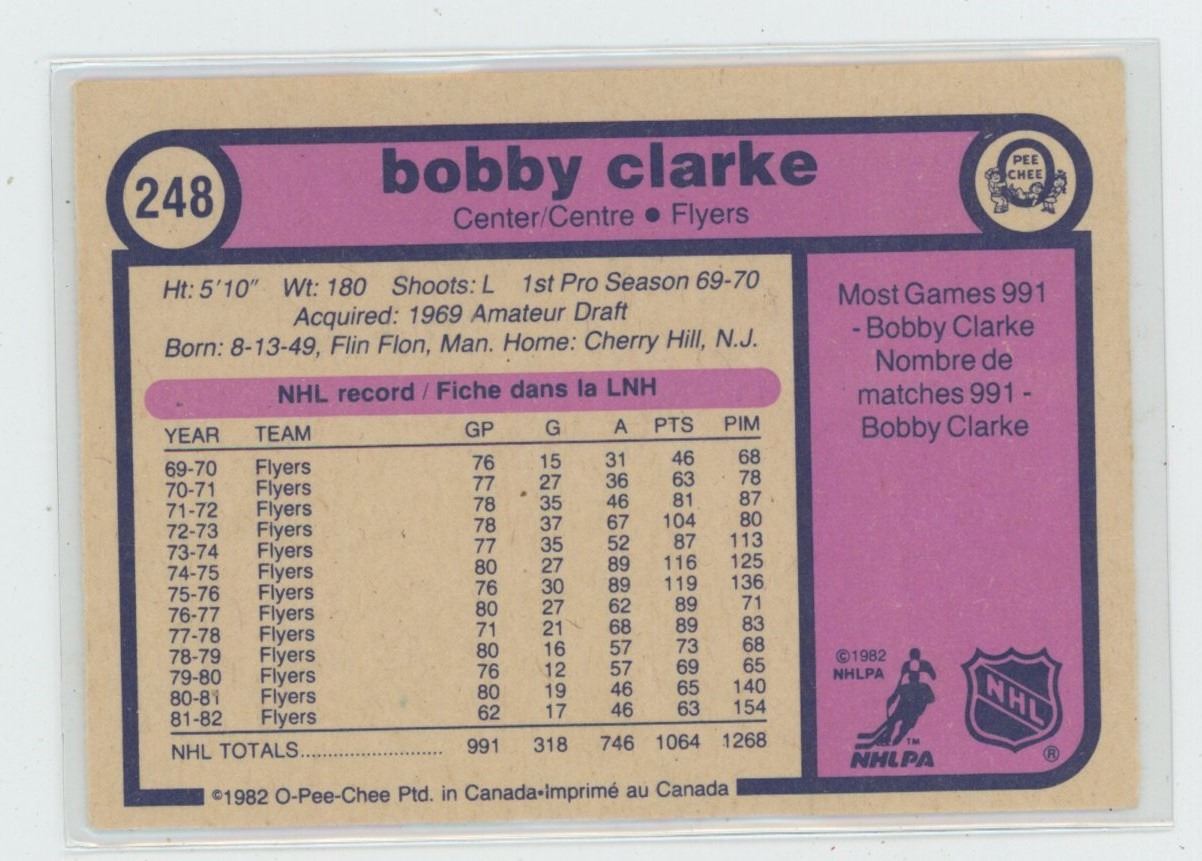 248
bobby clarke
Center/Centre • Flyers
PEE
CHEE
Ht: 5'10" Wt: 180 Shoots: L 1st Pro Season 69-70
Acquired: 1969 Amateur Draft
Born: 8-13-49, Flin Flon, Man. Home: Cherry Hill, N.J.
NHL record / Fiche dans la LNH
YEAR TEAM GP G A PTS PIM
69-70 Flyers 76 15 31 46 68
70-71 Flyers 77 27 36 63 78
71-72 Flyers 78 35 46 81 87
72-73 Flyers 78 37 67 104 80
73-74 Flyers 77 35 52 87 113
74-75 Flyers 80 27 89 116 125
75-76 Flyers 76 30 89 119 136
76-77 Flyers 80 27 62 89 71
77-78 Flyers 71 21 68 89 83
78-79 Flyers 80 16 57 73 68
79-80 Flyers 76 12 57 69 65
80-81 Flyers 80 19 46 65 140
81-82 Flyers 62 17 46 63 154
NHL TOTALS........................ 991 318 746 1064 1268
©1982 O-Pee-Chee Ptd. in Canada•Imprimé au Canada
Most Games 991
- Bobby Clarke
Nombre de
matches 991 -
Bobby Clarke
©1982
NHLPA
TM
NHLPA
NHL
®